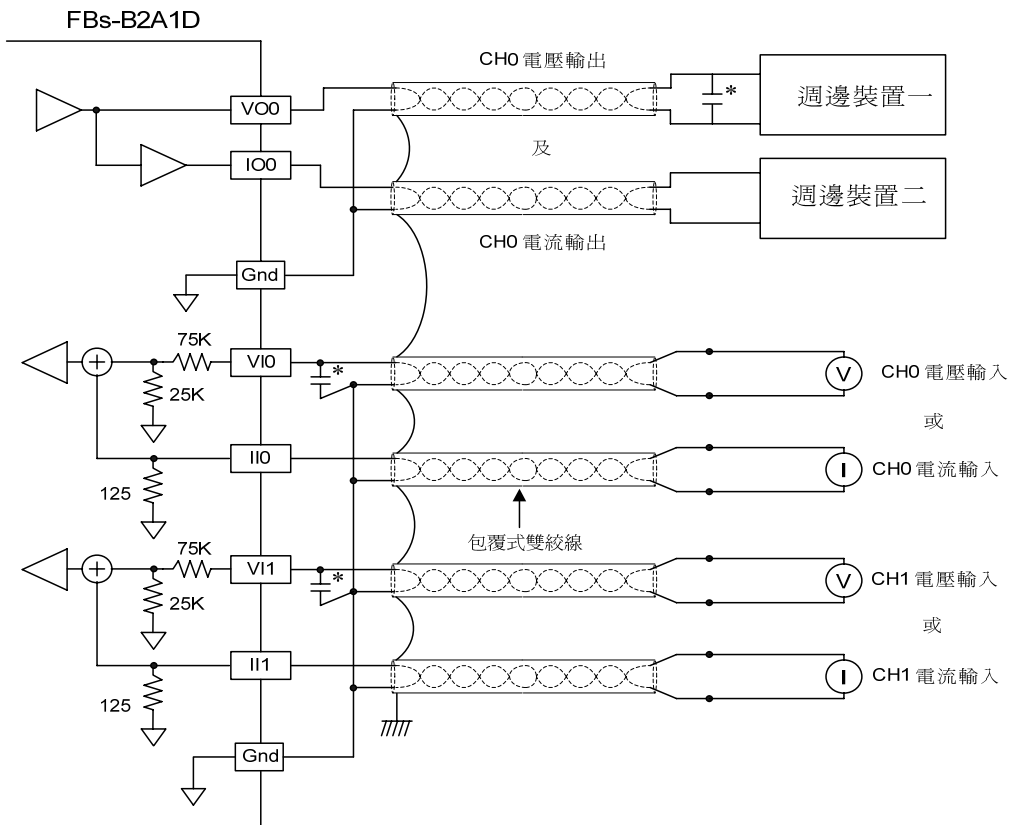 FBs-B2A1D
CH0 電壓輸出
*
週邊裝置一
VO0
及
IO0
週邊裝置二
CH0 電流輸出
Gnd
75K
VI0
*
25K
V
CH0 電壓輸入
或
II0
I
CH0 電流輸入
125
包覆式雙絞線
75K
VI1
*
25K
V
CH1 電壓輸入
或
II1
I
CH1 電流輸入
125
Gnd